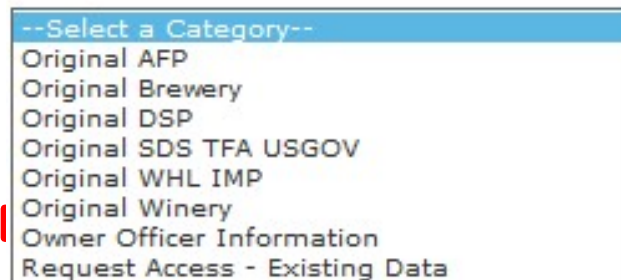 --Select a Category--
Original AFP
Original Brewery
Original DSP
Original SDS TFA USGOV
Original WHL IMP
Original Winery
Owner Officer Information
Request Access - Existing Data